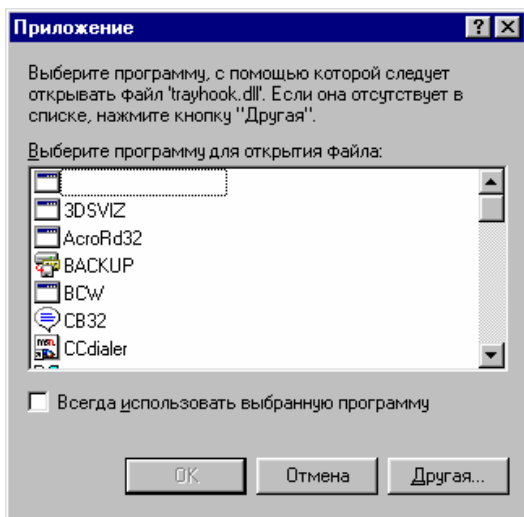 Приложение
Выберите программу, с помощью которой следует
открывать файл 'trayhook.dll'. Если она отсутствует в
списке, нажмите кнопку "Другая".
Выберите программу для открытия файла:
3DSVIZ
AcroRd32
BACKUP
BCW
CB32
CCdialer
Всегда использовать выбранную программу
OK
Отмена
Другая...